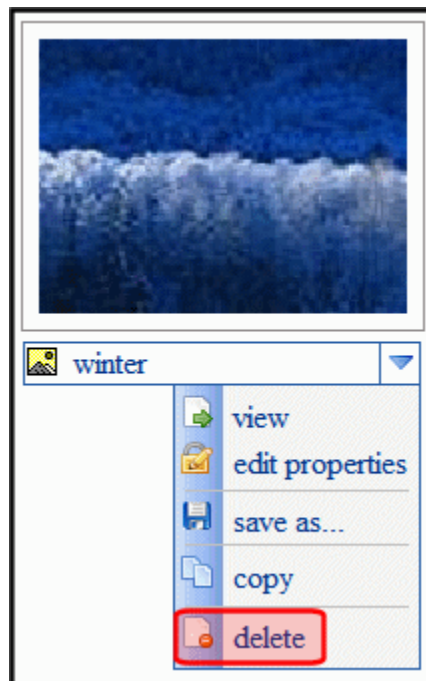 winter
view
edit properties
save as...
copy
delete